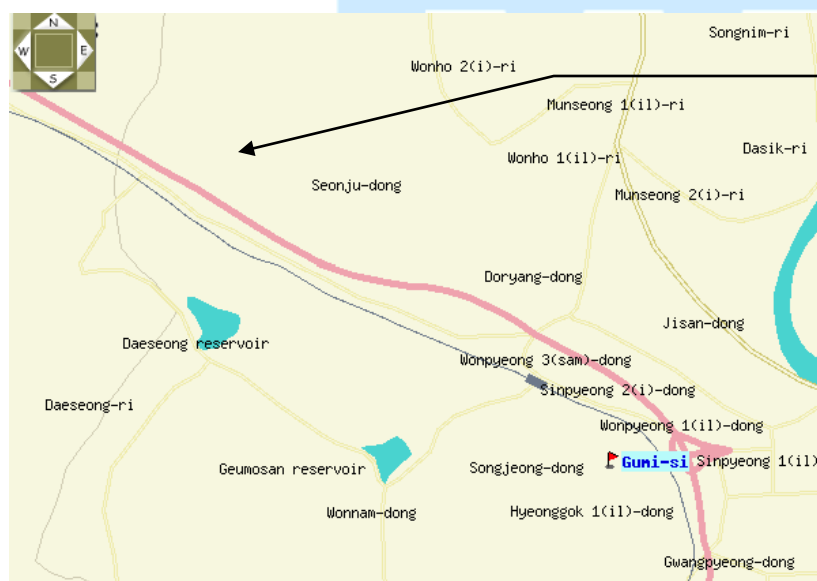 N
W E
S
Songnim-ri
Wonho 2(i)-ri
Munseong 1(il)-ri
Dasik-ri
Wonho 1(il)-ri
Seonju-dong
Munseong 2(i)-ri
Doryang-dong
Jisan-dong
Daeseong reservoir
Wonpyeong 3(sam)-dong
Sinpyeong 2(i)-dong
Daeseong-ri
Wonpyeong 1(il)-dong
Geumosan reservoir
Songjeong-dong
Gumi-si
Sinpyeong 1(il)
Wonnam-dong
Hyeonggok 1(il)-dong
Gwangpyeong-dong